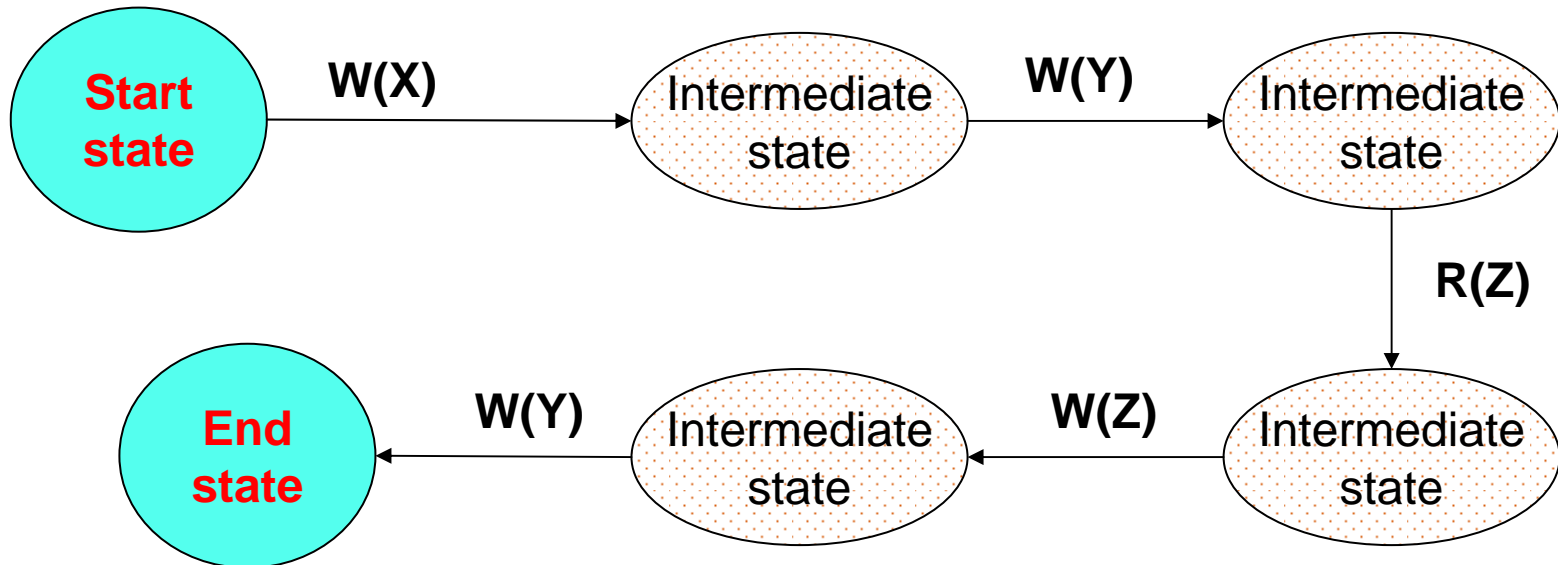 Start
state
W(X)
Intermediate
state
W(Y)
Intermediate
state
R(Z)
End
state
W(Y)
Intermediate
state
W(Z)
Intermediate
state